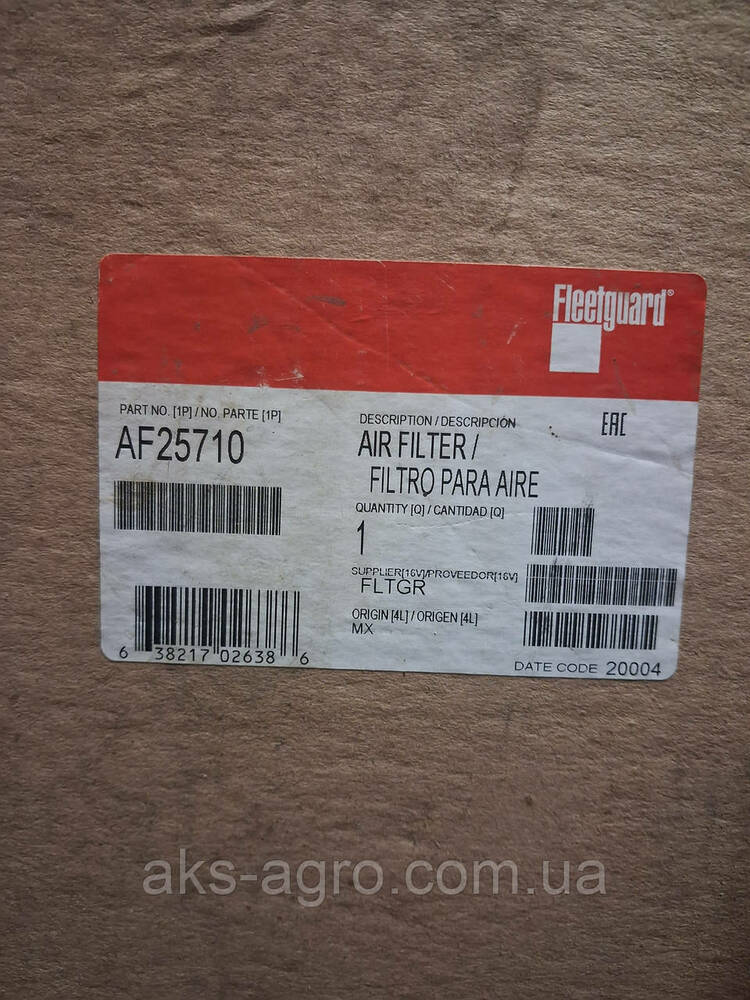 Fleetguard®
PART NO. [1P] / NO. PARTE [1P]
AF25710
DESCRIPTION / DESCRIPCIÓN
EAC
AIR FILTER /
FILTRO PARA AIRE
QUANTITY [Q] / CANTIDAD [Q]
1
SUPPLIER[16V]/PROVEEDOR[16V]
FLTGR
ORIGIN [4L] / ORIGEN [4L]
MX
6 38217 02638 6
DATE CODE 20004
aks-agro.com.ua